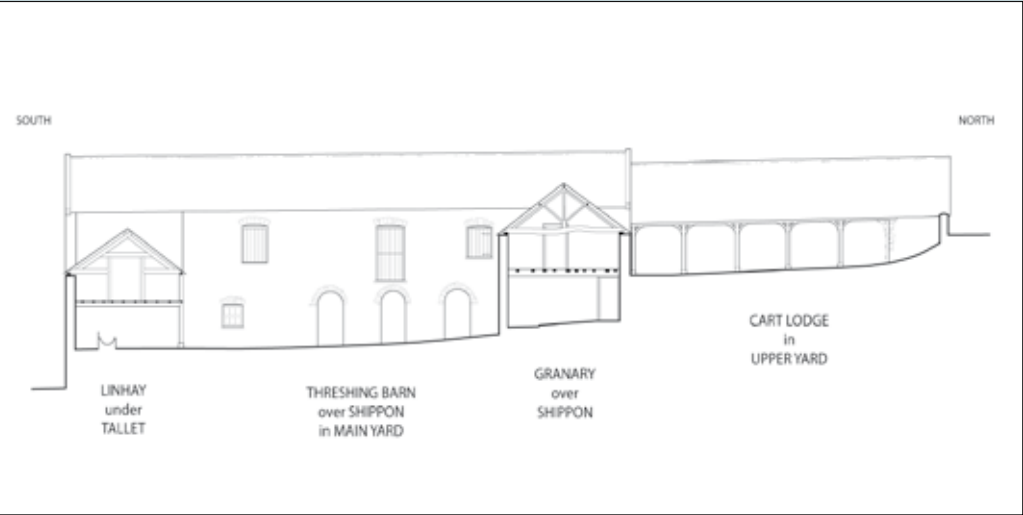 SOUTH
NORTH
LINHAY
under
TALLET
THRESHING BARN
over SHIPPON
in MAIN YARD
GRANARY
over
SHIPPON
CART LODGE
in
UPPER YARD